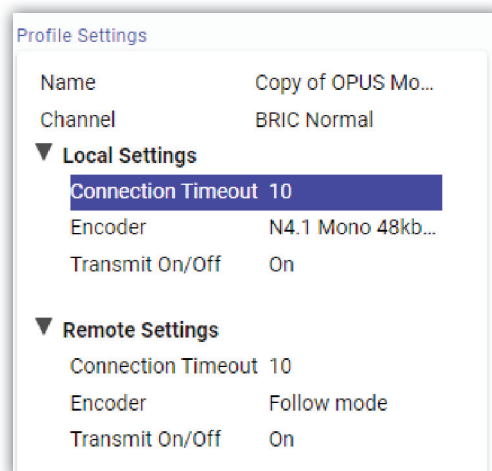 Profile Settings
Name Copy of OPUS Mo...
Channel BRIC Normal
Local Settings
Connection Timeout 10
Encoder N4.1 Mono 48kb...
Transmit On/Off On
Remote Settings
Connection Timeout 10
Encoder Follow mode
Transmit On/Off On